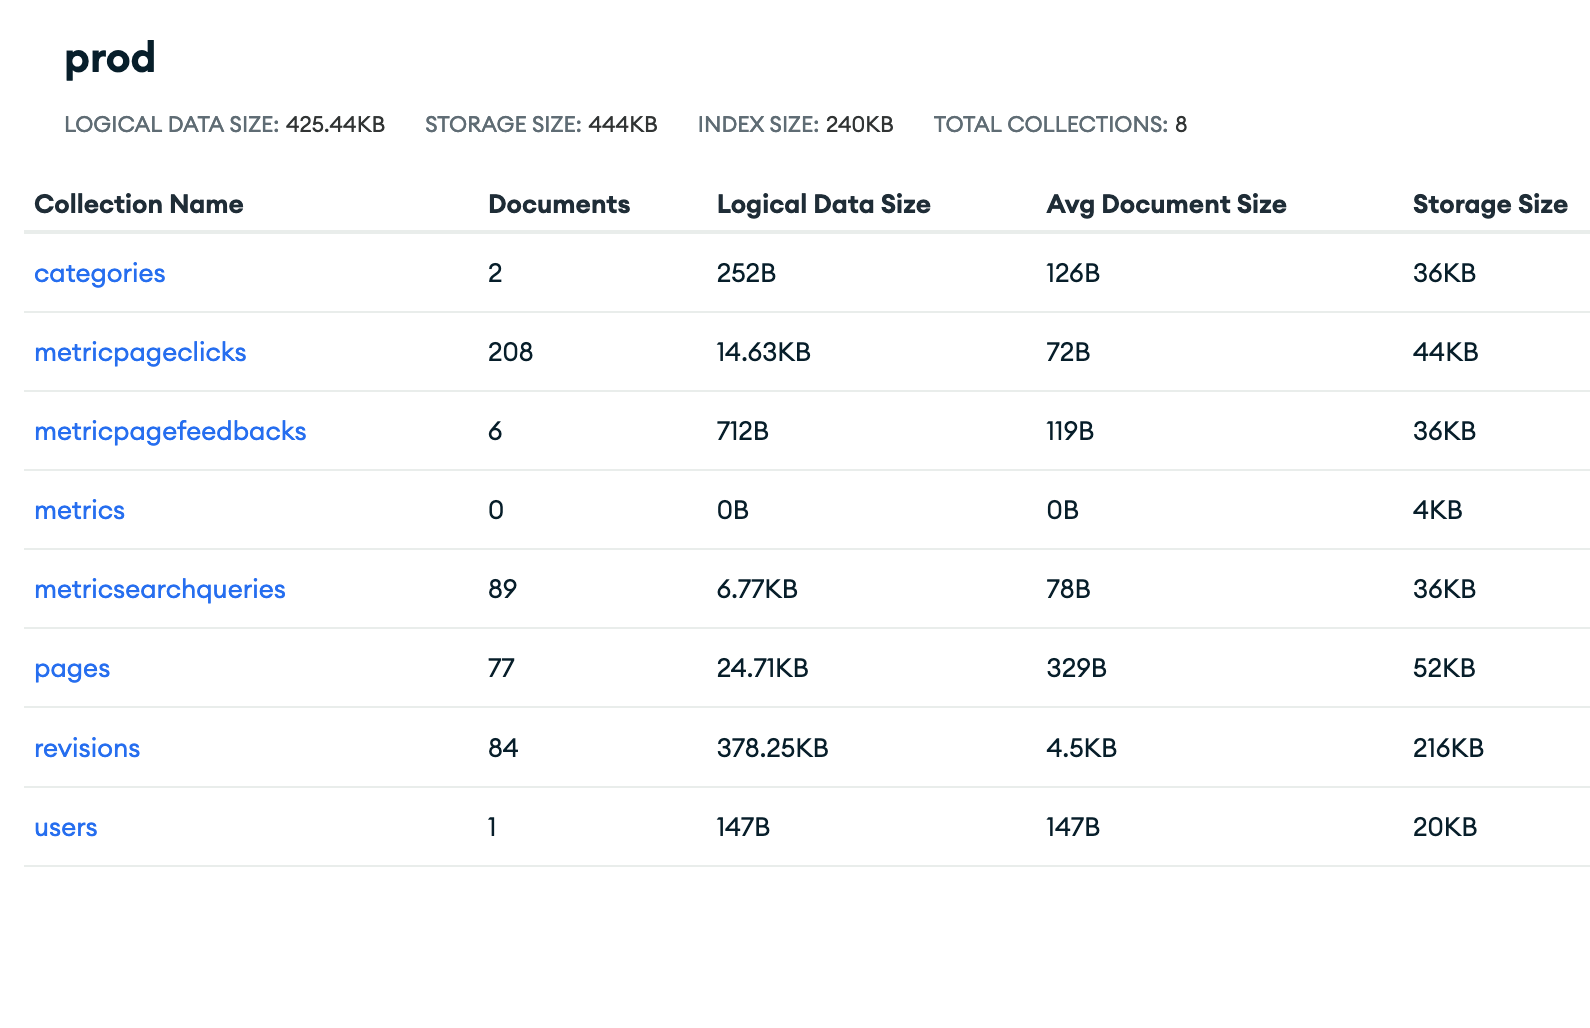 prod
LOGICAL DATA SIZE: 425.44KB STORAGE SIZE: 444KB INDEX SIZE: 240KB TOTAL COLLECTIONS: 8
Collection Name Documents Logical Data Size Avg Document Size Storage Size
categories 2 252B 126B 36KB
metricpageclicks 208 14.63KB 72B 44KB
metricpagefeedbacks 6 712B 119B 36KB
metrics 0 0B 0B 4KB
metricsearchqueries 89 6.77KB 78B 36KB
pages 77 24.71KB 329B 52KB
revisions 84 378.25KB 4.5KB 216KB
users 1 147B 147B 20KB